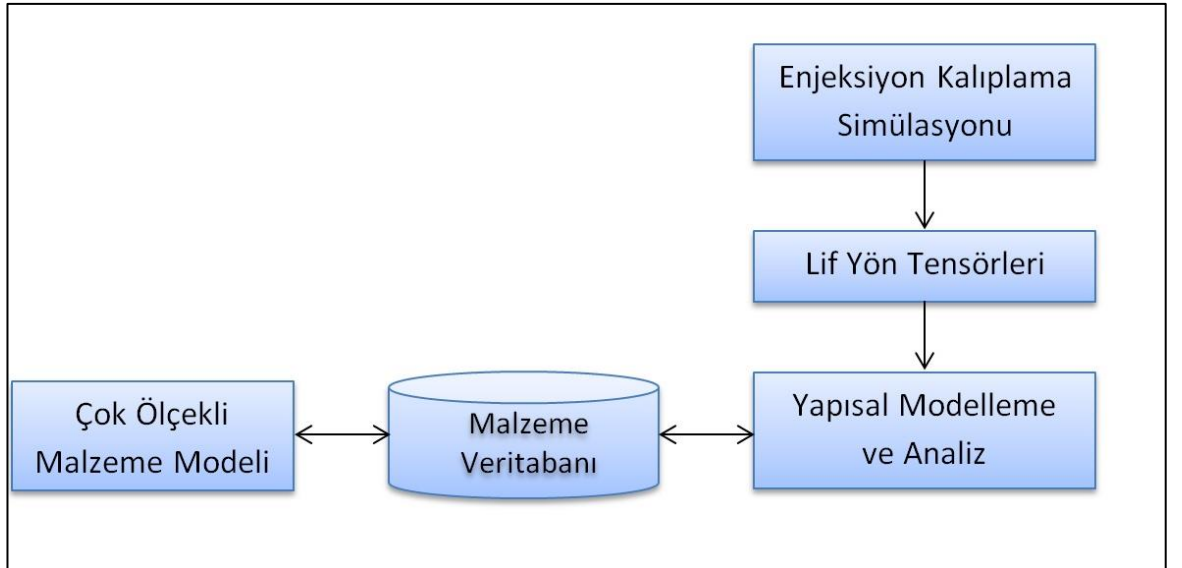 Enjeksiyon Kalıplama
Simülasyonu
Lif Yön Tensörleri
Yapısal Modelleme
ve Analiz
Malzeme
Veritabanı
Çok Ölçekli
Malzeme Modeli